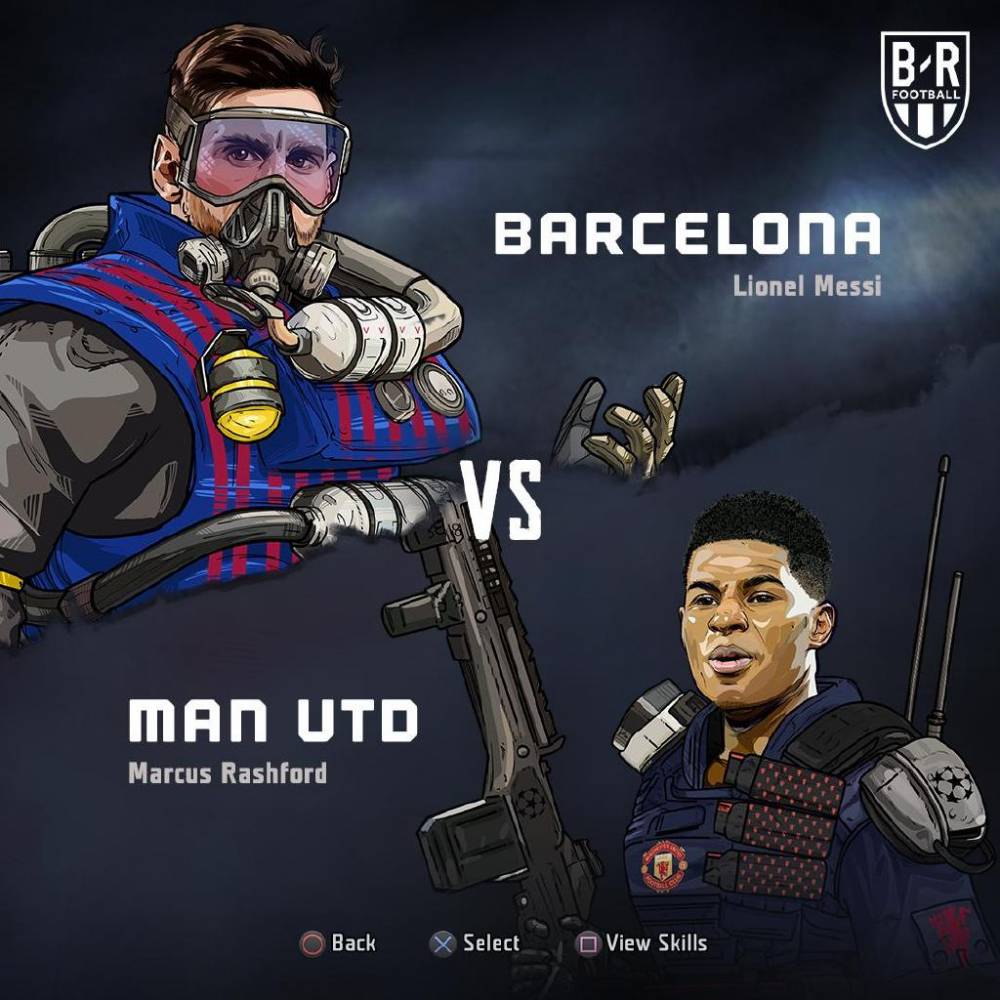 B/R
FOOTBALL
BARCELONA
Lionel Messi
VS
MAN UTD
Marcus Rashford
Back
Select
View Skills